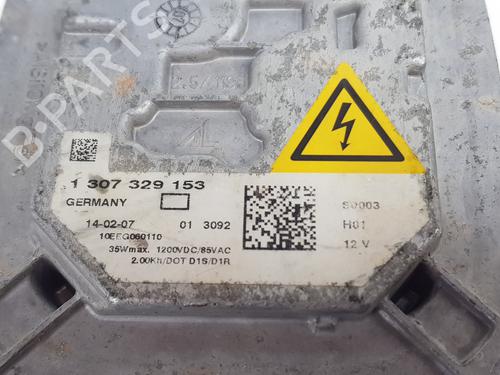 B-PARTS
1 307 329 153
GERMANY
14-02-07 01 3092
10EEG060110
35Wmax. 1200VDC/85VAC
2.00Kh/DOT D1S/D1R
S0003
H01
12 V